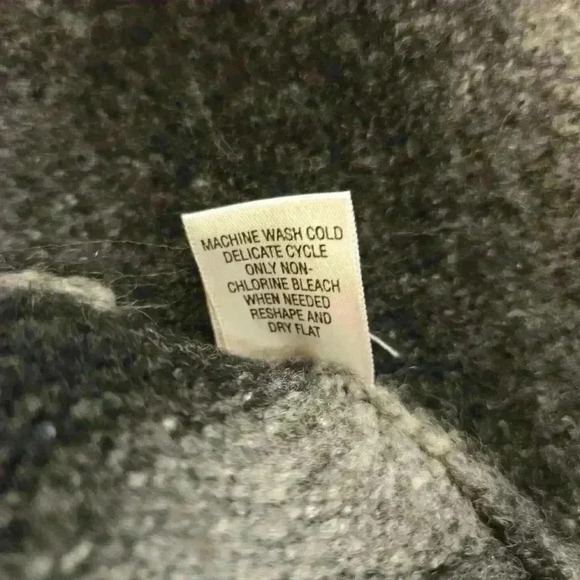 MACHINE WASH COLD
DELICATE CYCLE
ONLY NON-
CHLORINE BLEACH
WHEN NEEDED
RESHAPE AND
DRY FLAT